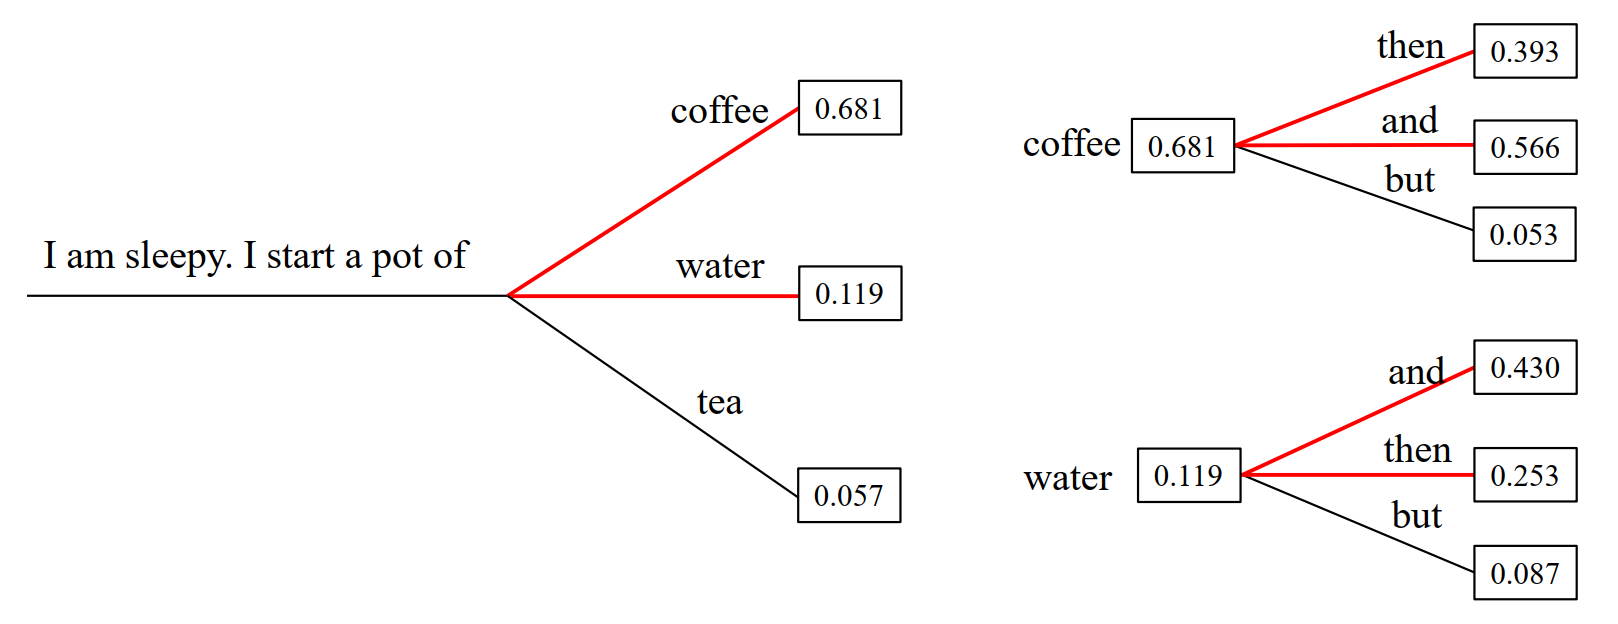 I am sleepy. I start a pot of
coffee
0.681
water
0.119
tea
0.057
coffee
0.681
then
0.393
and
0.566
but
0.053
water
0.119
and
0.430
then
0.253
but
0.087